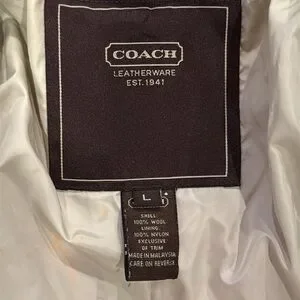 COACH
LEATHERWARE
EST. 1941
L
SHELL
100% WOOL
LINING
100% NYLON
EXCLUSIVE
OF TRIM
MADE IN MALAYSIA
CARE ON REVERSE